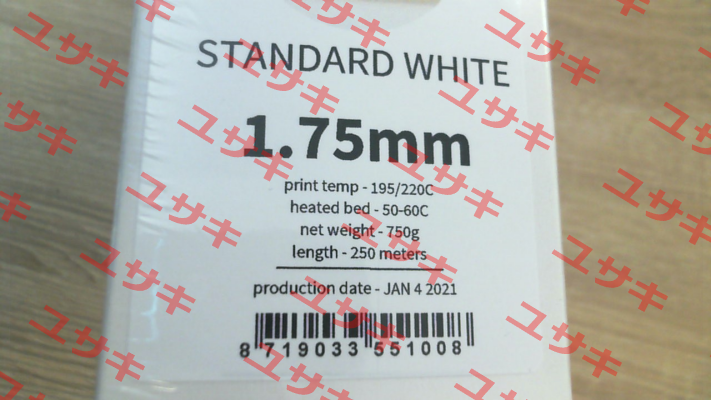 STANDARD WHITE
1.75mm
print temp - 195/220C
heated bed - 50-60C
net weight - 750g
length - 250 meters
production date - JAN 4 2021
8 719033 551008
ユサキ